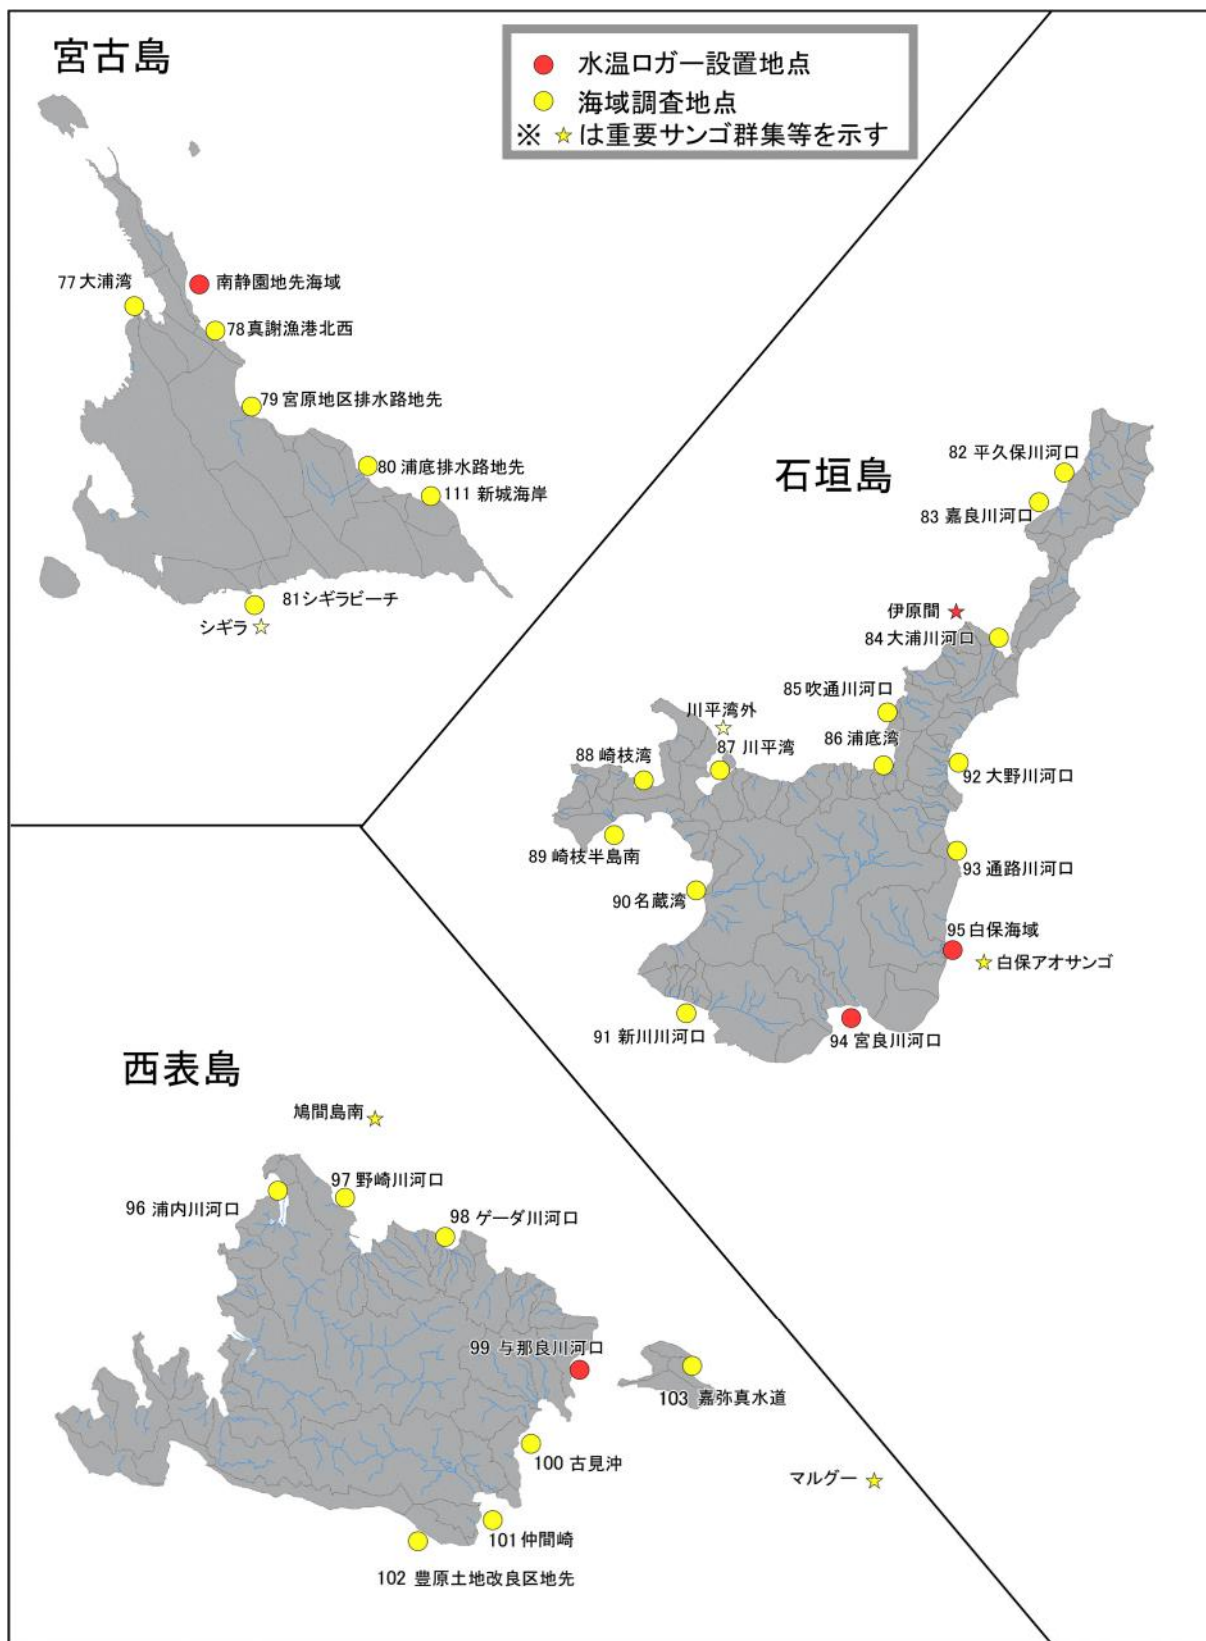 宮古島
水温ロガー設置地点
海域調査地点
※ ☆は重要サンゴ群集等を示す
77 大浦湾
南静園地先海域
78 真謝漁港北西
79 宮原地区排水路地先
80 浦底排水路地先
111 新城海岸
81 シギラビーチ
シギラ
石垣島
82 平久保川河口
83 嘉良川河口
伊原間
84 大浦川河口
85 吹通川河口
川平湾外
86 浦底湾
87 川平湾
88 崎枝湾
92 大野川河口
89 崎枝半島南
93 通路川河口
90 名蔵湾
95 白保海域
白保アオサンゴ
91 新川川河口
94 宮良川河口
西表島
鳩間島南
97 野崎川河口
96 浦内川河口
98 ゲーダ川河口
99 与那良川河口
103 嘉弥真水道
100 古見沖
マルグー
101 仲間崎
102 豊原土地改良区地先